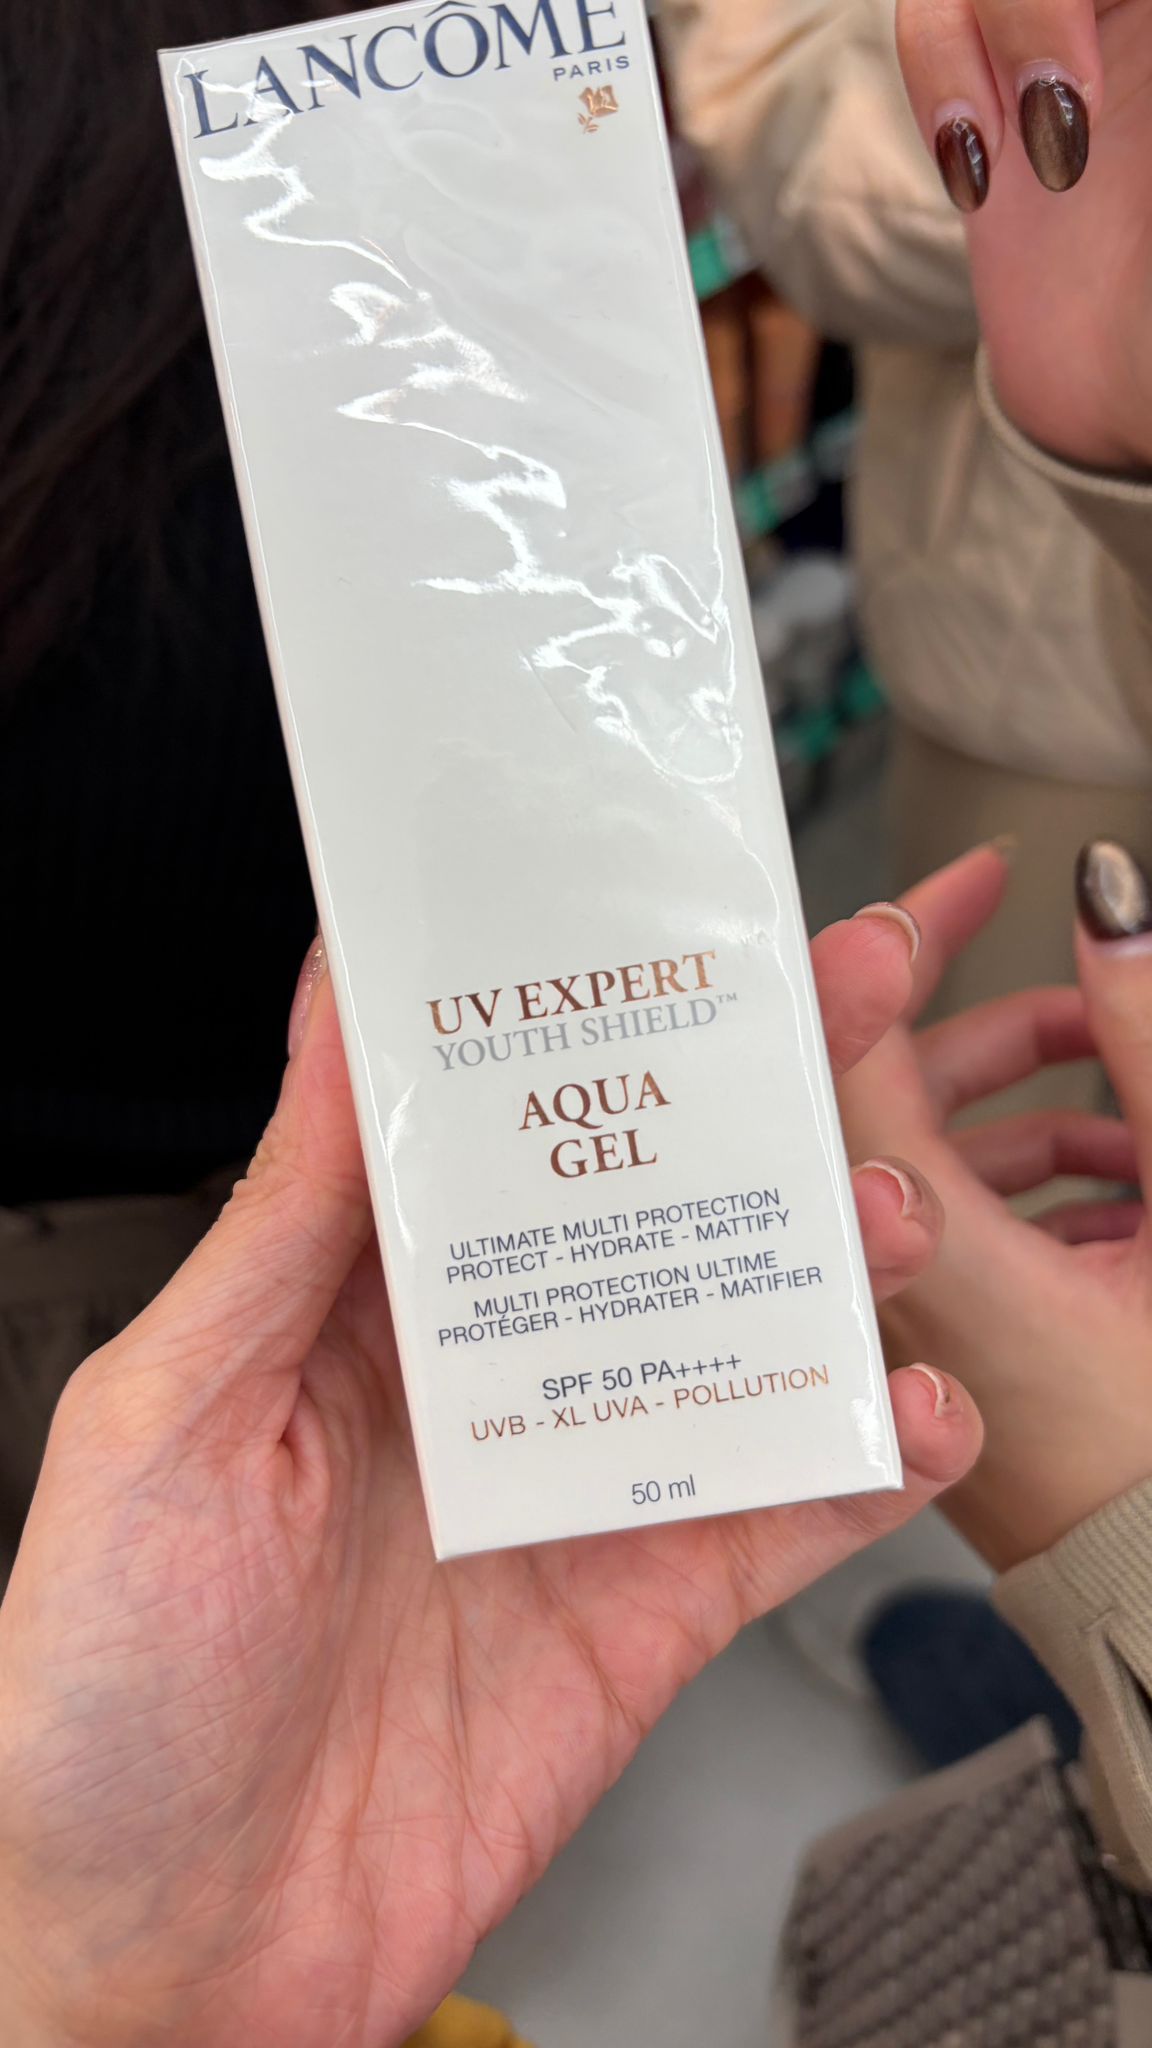 LANCÔME
PARIS
UV EXPERT
YOUTH SHIELD™
AQUA
GEL
ULTIMATE MULTI PROTECTION
PROTECT - HYDRATE - MATTIFY
MULTI PROTECTION ULTIME
PROTÉGER - HYDRATER - MATIFIER
SPF 50 PA++++
UVB - XL UVA - POLLUTION
50 ml